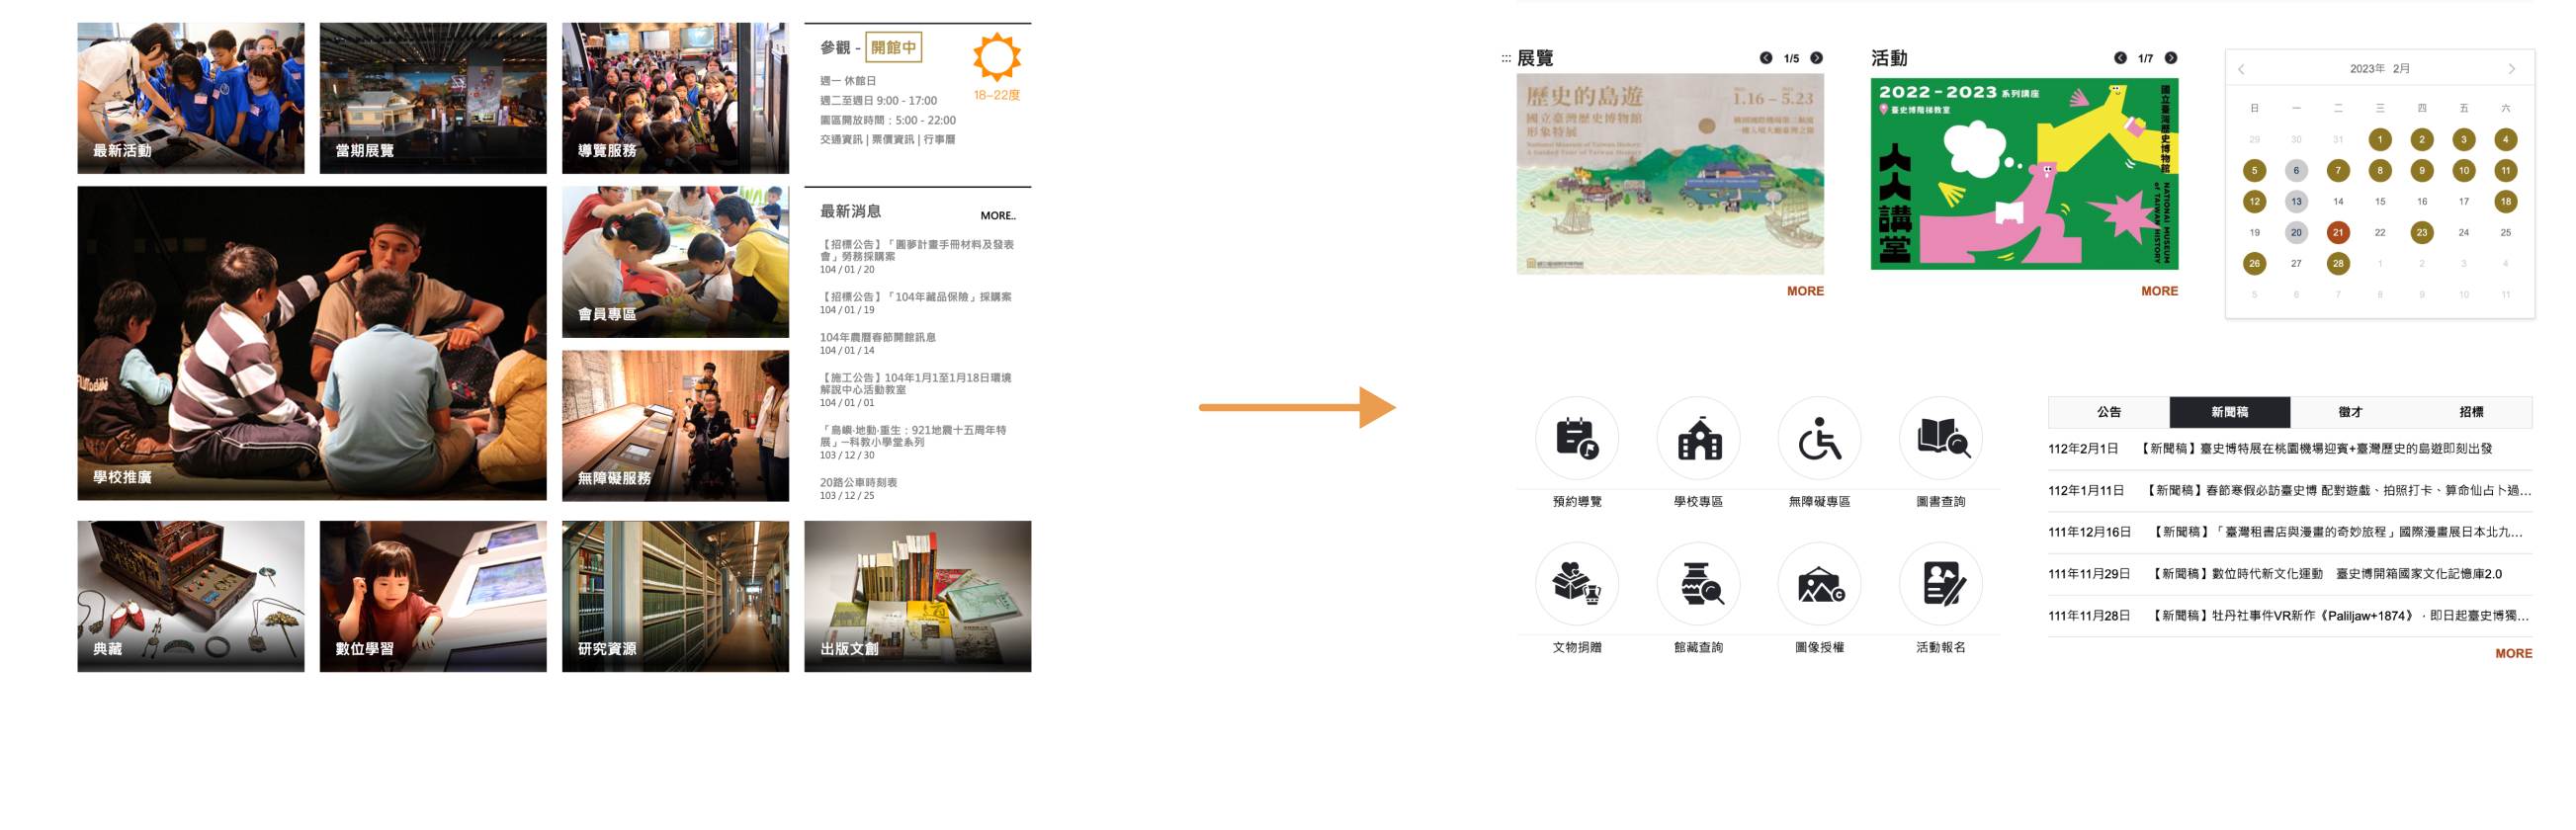 最新活動
當期展覽
導覽服務
參觀 - 開館中
週一 休館日
週二至週日 9:00 - 17:00
園區開放時間：5:00 - 22:00
交通資訊 | 票價資訊 | 行事曆
18-22度
學校推廣
會員專區
無障礙服務
最新消息
MORE..
【招標公告】「圓夢計畫手冊材料及發表
會」勞務採購案
104 / 01 / 20
【招標公告】「104年藏品保險」採購案
104 / 01 / 19
104年農曆春節開館訊息
104 / 01 / 14
【施工公告】104年1月1至1月18日環境
解說中心活動教室
104 / 01 / 01
「島嶼‧地動‧重生：921地震十五周年特
展」—科教小學堂系列
103 / 12 / 30
20路公車時刻表
103 / 12 / 25
典藏
數位學習
研究資源
出版文創
::: 展覽
1/5
歷史的島遊
國立臺灣歷史博物館
形象特展
National Museum of Taiwan History:
A Guided Tour of Taiwan History
1.16 – 5.23
MORE
活動
1/7
2022-2023 系列講座
臺史博階梯教室
人人講堂
國立臺灣歷史博物館
NATIONAL MUSEUM
of TAIWAN HISTORY
MORE
2023年 2月
日 一 二 三 四 五 六
29 30 31 1 2 3 4
5 6 7 8 9 10 11
12 13 14 15 16 17 18
19 20 21 22 23 24 25
26 27 28 1 2 3 4
5 6 7 8 9 10 11
預約導覽
學校專區
無障礙專區
圖書查詢
文物捐贈
館藏查詢
圖像授權
活動報名
公告 新聞稿 徵才 招標
112年2月1日 【新聞稿】臺史博特展在桃園機場迎賓+臺灣歷史的島遊即刻出發
112年1月11日 【新聞稿】春節寒假必訪臺史博 配對遊戲、拍照打卡、算命仙占卜過...
111年12月16日 【新聞稿】「臺灣租書店與漫畫的奇妙旅程」國際漫畫展日本北九...
111年11月29日 【新聞稿】數位時代新文化運動　臺史博開箱國家文化記憶庫2.0
111年11月28日 【新聞稿】牡丹社事件VR新作《Paliljaw+1874》，即日起臺史博獨...
MORE